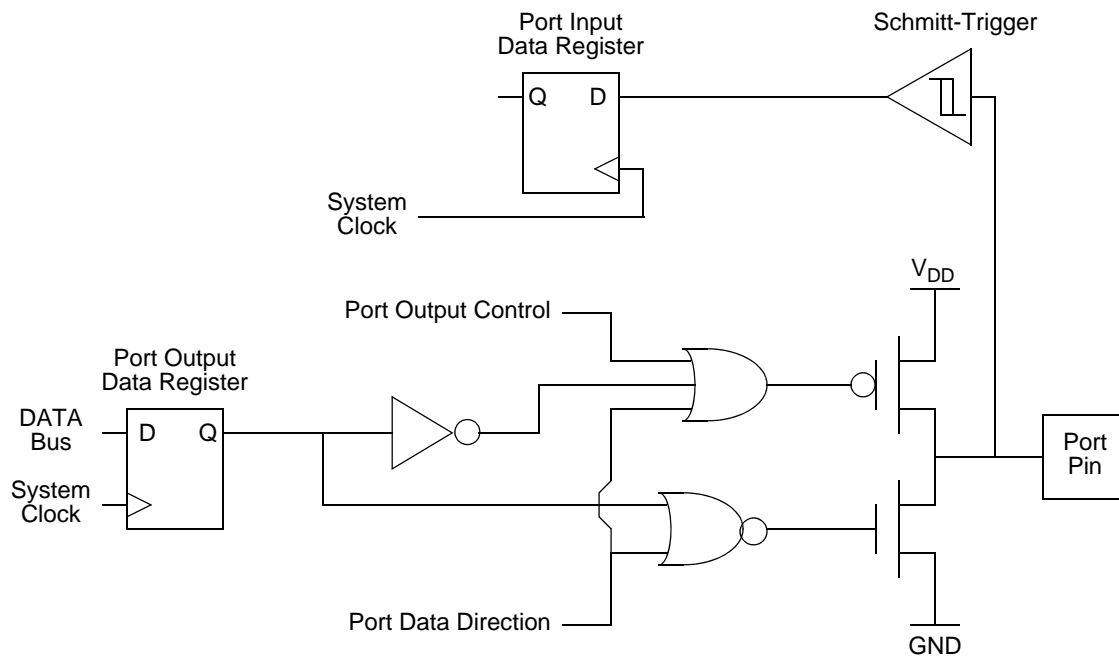 Port Input
Data Register
Schmitt-Trigger
Q
D
System
Clock
VDD
Port Output Control
Port Output
Data Register
DATA
Bus
D
Q
System
Clock
Port
Pin
Port Data Direction
GND